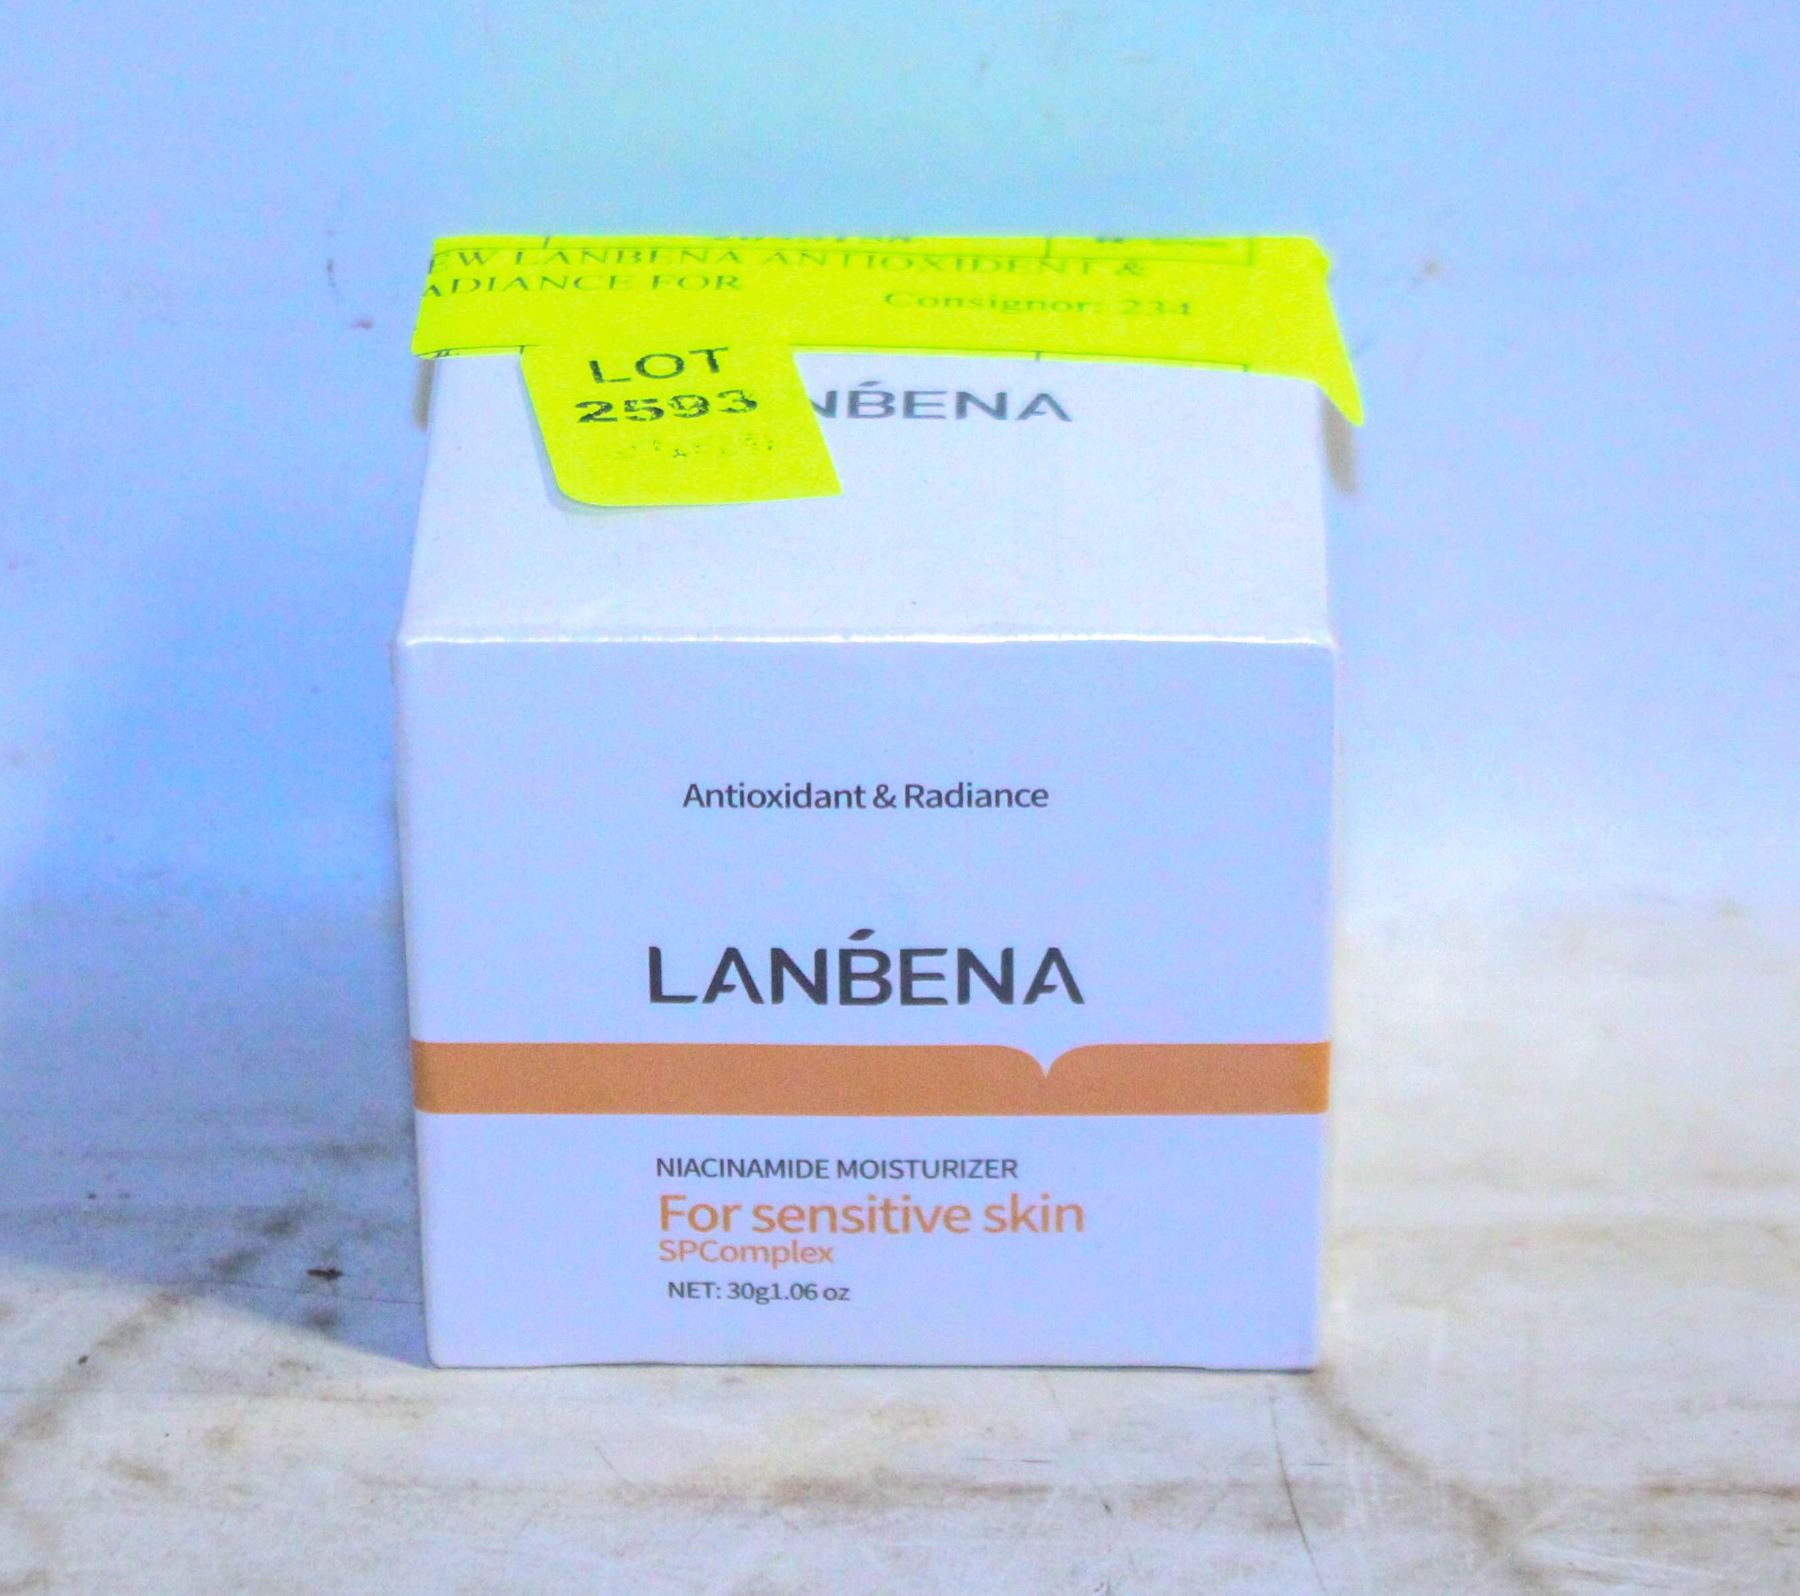 EW LANBENA ANTIOXIDENT &
ADIANCE FOR
Consignor: 234
LOT
2593
NBENA
Antioxidant & Radiance
LANBENA
NIACINAMIDE MOISTURIZER
For sensitive skin
SPComplex
NET: 30g1.06 oz